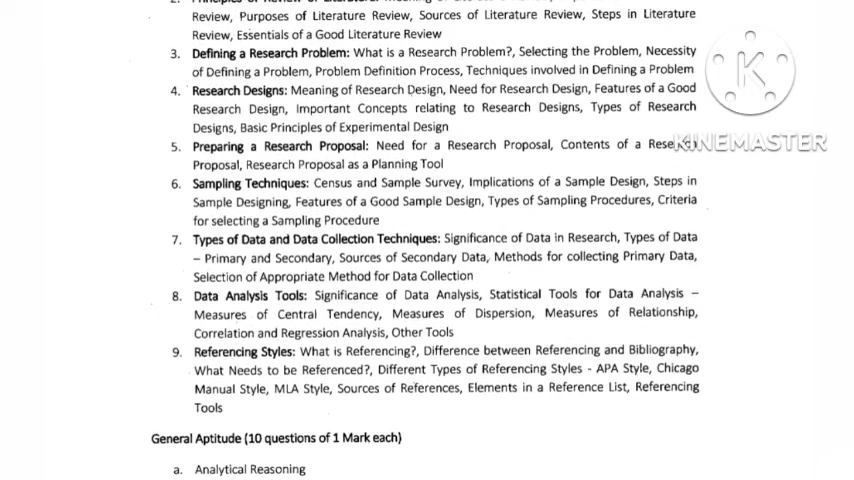 Review, Purposes of Literature Review, Sources of Literature Review, Steps in Literature
Review, Essentials of a Good Literature Review
3. Defining a Research Problem: What is a Research Problem?, Selecting the Problem, Necessity
of Defining a Problem, Problem Definition Process, Techniques involved in Defining a Problem
4. Research Designs: Meaning of Research Design, Need for Research Design, Features of a Good
Research Design, Important Concepts relating to Research Designs, Types of Research
Designs, Basic Principles of Experimental Design
5. Preparing a Research Proposal: Need for a Research Proposal, Contents of a Research
Proposal, Research Proposal as a Planning Tool
6. Sampling Techniques: Census and Sample Survey, Implications of a Sample Design, Steps in
Sample Designing, Features of a Good Sample Design, Types of Sampling Procedures, Criteria
for selecting a Sampling Procedure
7. Types of Data and Data Collection Techniques: Significance of Data in Research, Types of Data
– Primary and Secondary, Sources of Secondary Data, Methods for collecting Primary Data,
Selection of Appropriate Method for Data Collection
8. Data Analysis Tools: Significance of Data Analysis, Statistical Tools for Data Analysis –
Measures of Central Tendency, Measures of Dispersion, Measures of Relationship,
Correlation and Regression Analysis, Other Tools
9. Referencing Styles: What is Referencing?, Difference between Referencing and Bibliography,
What Needs to be Referenced?, Different Types of Referencing Styles - APA Style, Chicago
Manual Style, MLA Style, Sources of References, Elements in a Reference List, Referencing
Tools
General Aptitude (10 questions of 1 Mark each)
a. Analytical Reasoning
K
KINEMASTER